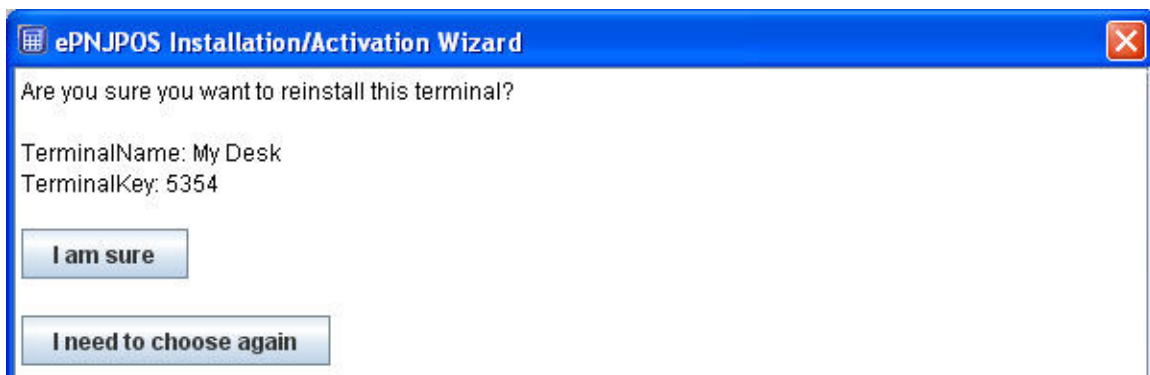 ePNJPOS Installation/Activation Wizard
Are you sure you want to reinstall this terminal?
TerminalName: My Desk
TerminalKey: 5354
I am sure
I need to choose again